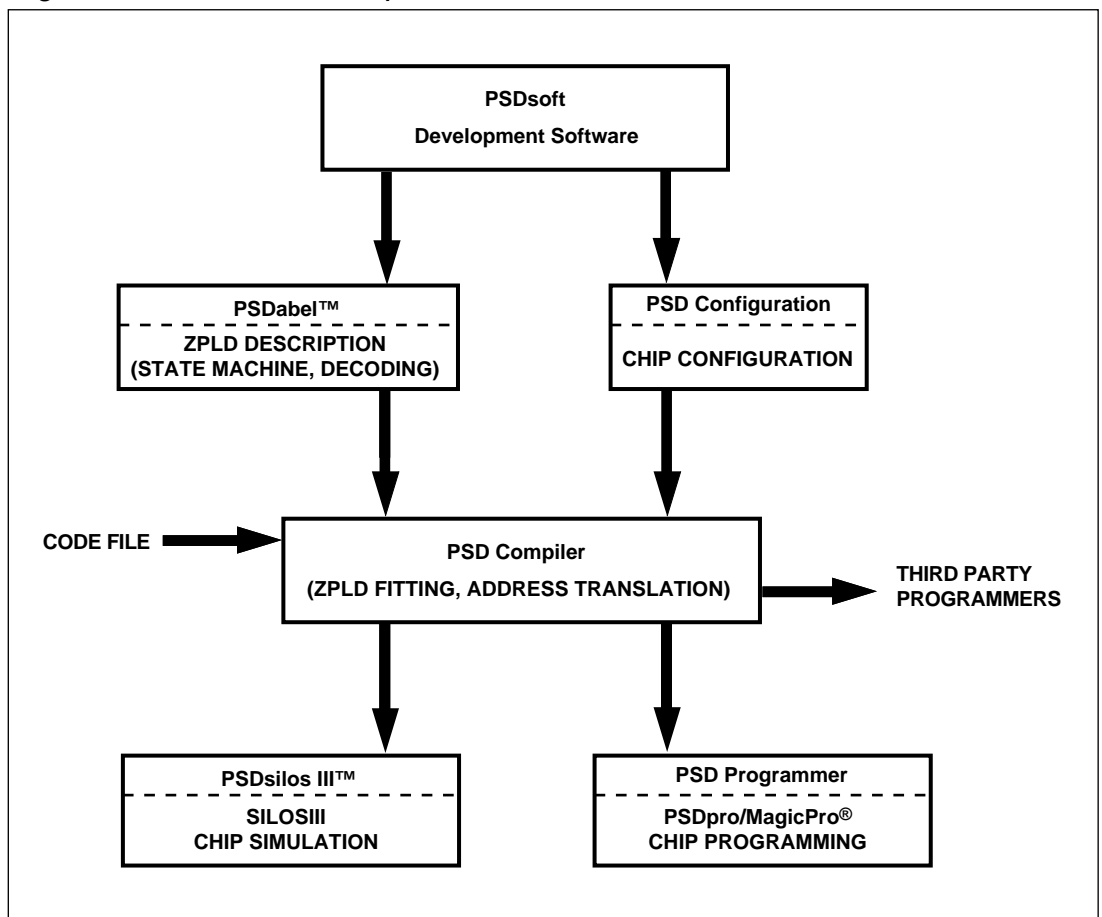 PSDsoft
Development Software
PSDabel™
ZPLD DESCRIPTION
(STATE MACHINE, DECODING)
PSD Configuration
CHIP CONFIGURATION
CODE FILE
PSD Compiler
(ZPLD FITTING, ADDRESS TRANSLATION)
THIRD PARTY
PROGRAMMERS
PSDsilos III™
SILOSIII
CHIP SIMULATION
PSD Programmer
PSDpro/MagicPro®
CHIP PROGRAMMING